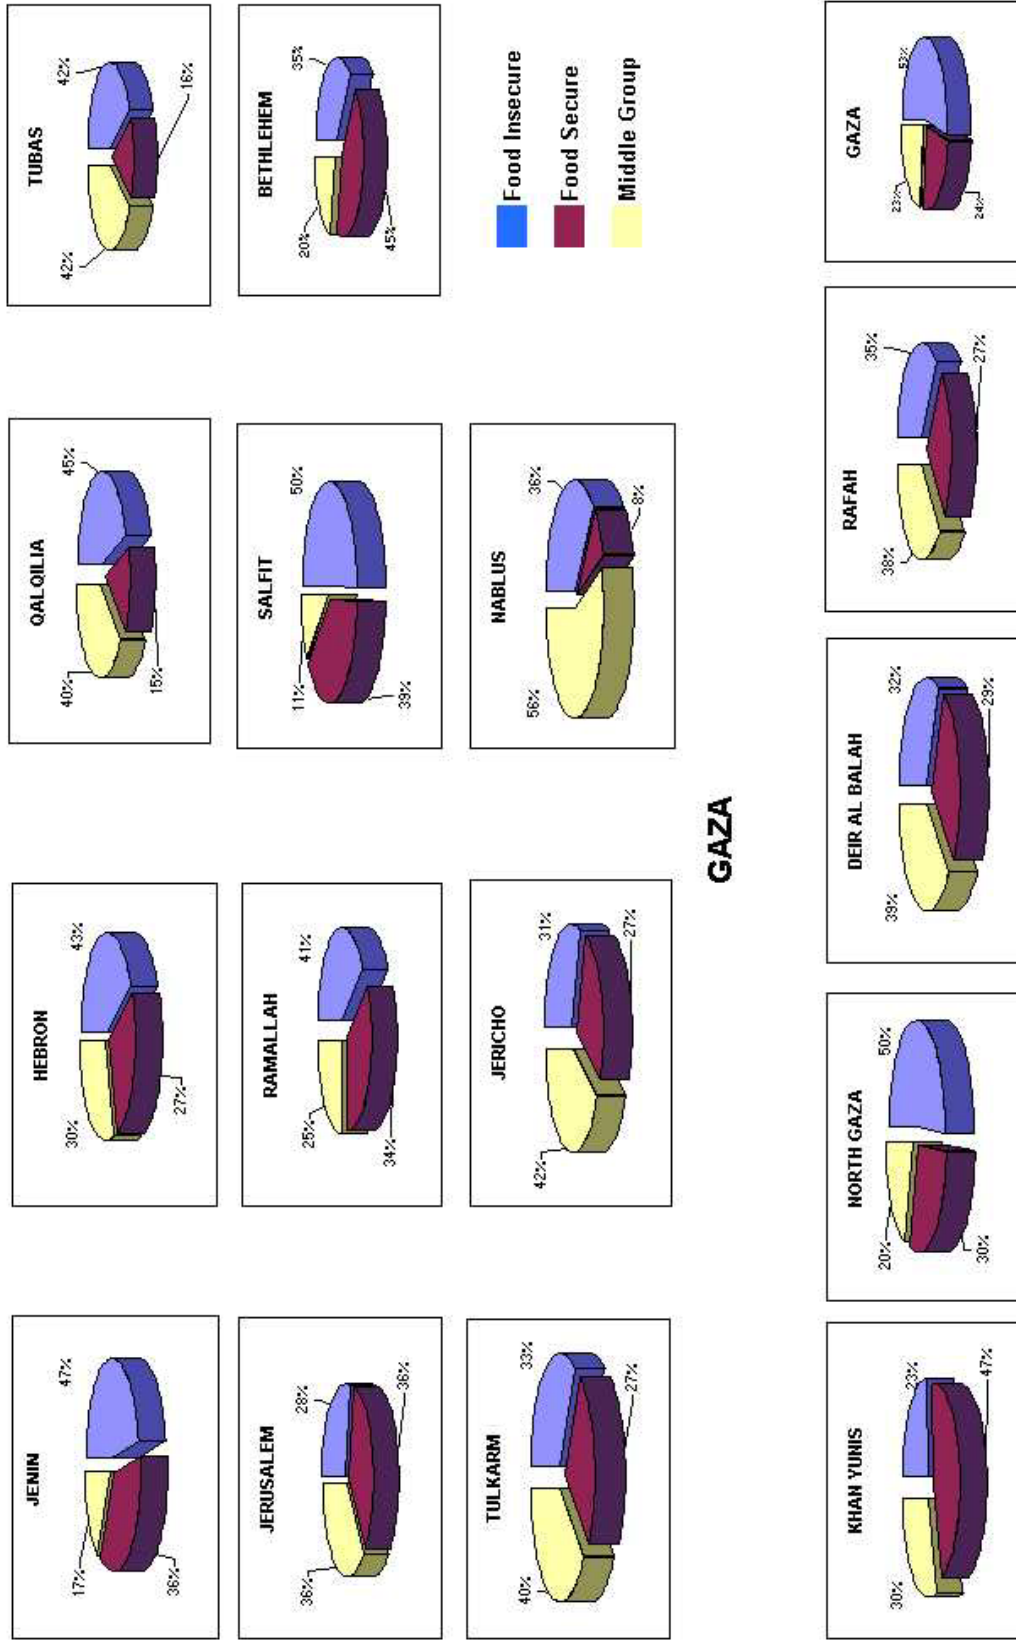 JENIN
17%
47%
36%
HEBRON
30%
43%
27%
QALQILIA
40%
45%
15%
TUBAS
42%
42%
16%
JERUSALEM
36%
28%
36%
RAMALLAH
25%
41%
34%
SALFIT
11%
50%
39%
BETHLEHEM
20%
35%
45%
TULKARM
40%
33%
27%
JERICHO
42%
31%
27%
NABLUS
56%
36%
8%
Food Insecure
Food Secure
Middle Group
GAZA
KHAN YUNIS
30%
23%
47%
NORTH GAZA
20%
50%
30%
DEIR AL BALAH
39%
32%
29%
RAFAH
38%
35%
27%
GAZA
23%
53%
24%